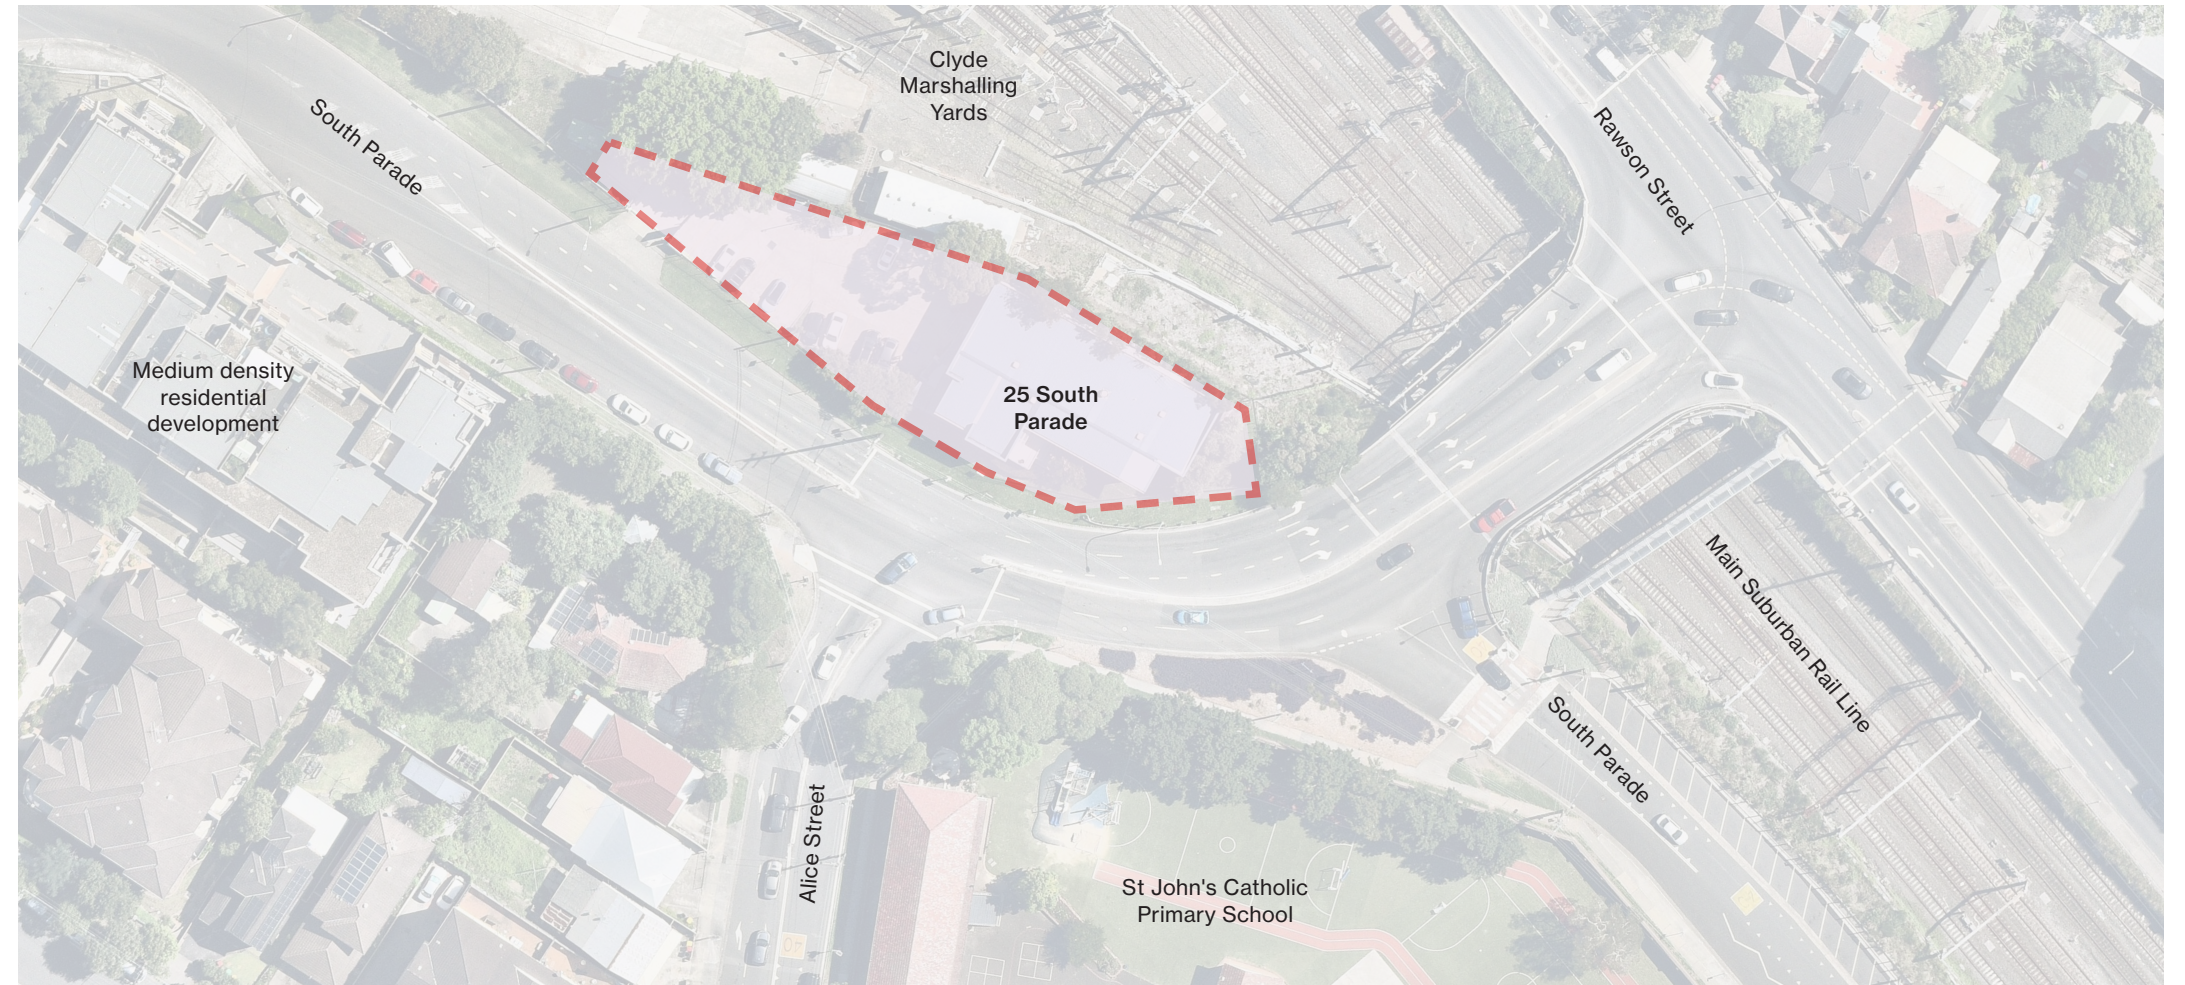 Clyde
Marshalling
Yards
South Parade
Rawson Street
Medium density
residential
development
25 South
Parade
Main Suburban Rail Line
South Parade
Alice Street
St John's Catholic
Primary School